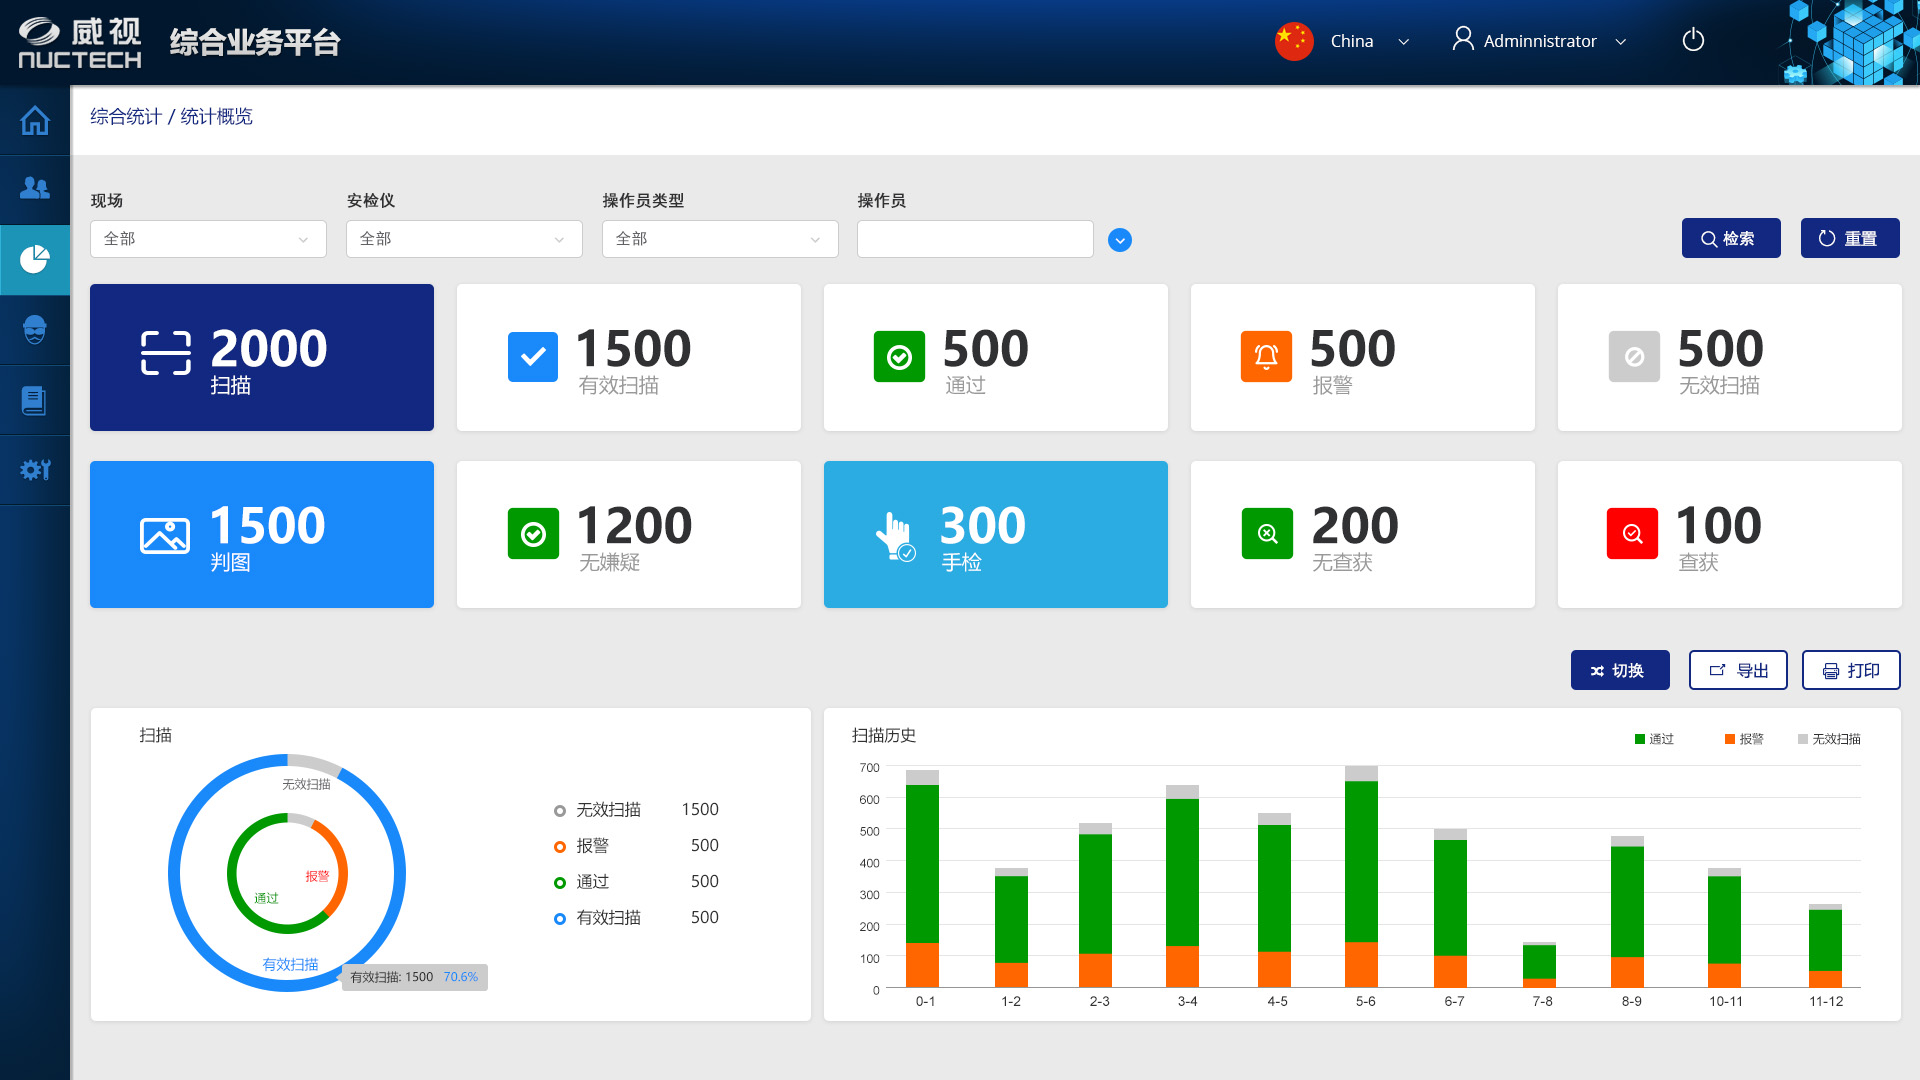 威视
NUCTECH
综合业务平台
China
Adminnistrator
综合统计 / 统计概览
现场
安检仪
操作员类型
操作员
全部
全部
全部
检索
重置
2000
扫描
1500
有效扫描
500
通过
500
报警
500
无效扫描
1500
判图
1200
无嫌疑
300
手检
200
无查获
100
查获
切换
导出
打印
扫描
无效扫描
报警
通过
有效扫描
有效扫描: 1500 70.6%
无效扫描 1500
报警 500
通过 500
有效扫描 500
扫描历史
通过 报警 无效扫描
700
600
500
400
300
200
100
0
0-1 1-2 2-3 3-4 4-5 5-6 6-7 7-8 8-9 10-11 11-12